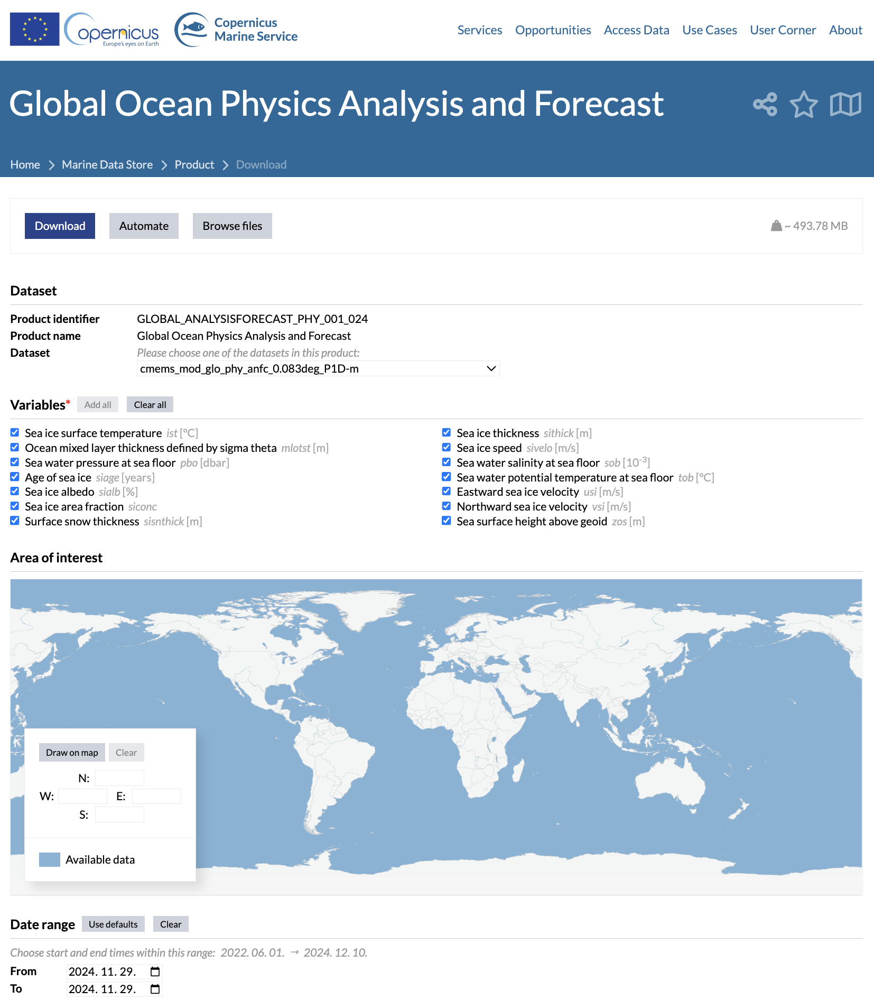 Copernicus
Europe's eyes on Earth
Copernicus
Marine Service
Services Opportunities Access Data Use Cases User Corner About
Global Ocean Physics Analysis and Forecast
Home > Marine Data Store > Product > Download
Download Automate Browse files ~ 493.78 MB
Dataset
Product identifier GLOBAL_ANALYSISFORECAST_PHY_001_024
Product name Global Ocean Physics Analysis and Forecast
Dataset Please choose one of the datasets in this product:
cmems_mod_glo_phy_anfc_0.083deg_P1D-m
Variables* Add all Clear all
Sea ice surface temperature ist [°C]
Ocean mixed layer thickness defined by sigma theta mlotst [m]
Sea water pressure at sea floor pbo [dbar]
Age of sea ice siage [years]
Sea ice albedo sialb [%]
Sea ice area fraction siconc
Surface snow thickness sisnthick [m]
Sea ice thickness sithick [m]
Sea ice speed sivelo [m/s]
Sea water salinity at sea floor sob [10⁻³]
Sea water potential temperature at sea floor tob [°C]
Eastward sea ice velocity usi [m/s]
Northward sea ice velocity vsi [m/s]
Sea surface height above geoid zos [m]
Area of interest
Draw on map Clear
N:
W: E:
S:
Available data
Date range Use defaults Clear
Choose start and end times within this range: 2022. 06. 01. → 2024. 12. 10.
From 2024. 11. 29.
To 2024. 11. 29.